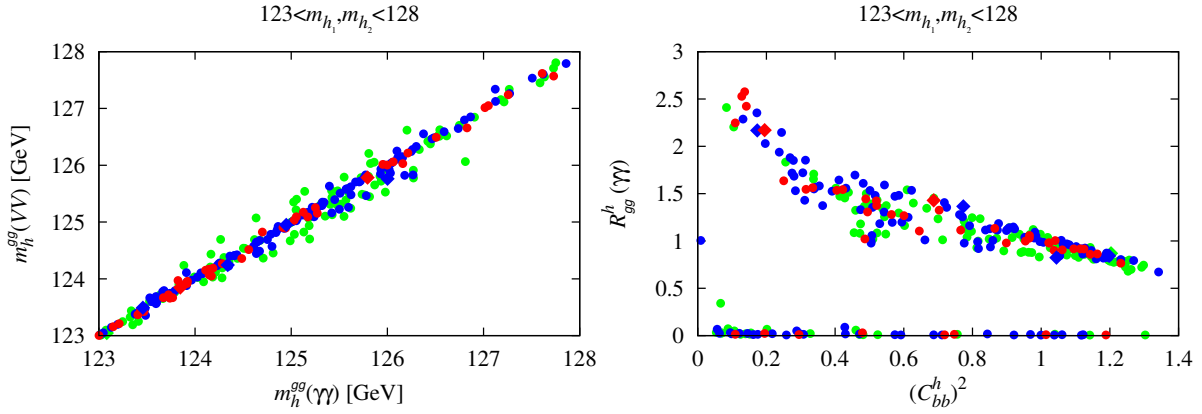 123<m_{h_1},m_{h_2}<128
m_h^{gg}(VV) [GeV]
128
127
126
125
124
123
123 124 125 126 127 128
m_h^{gg}(γγ) [GeV]
123<m_{h_1},m_{h_2}<128
R_{gg}^h (γγ)
3
2.5
2
1.5
1
0.5
0
0 0.2 0.4 0.6 0.8 1 1.2 1.4
(C_{bb}^h)^2